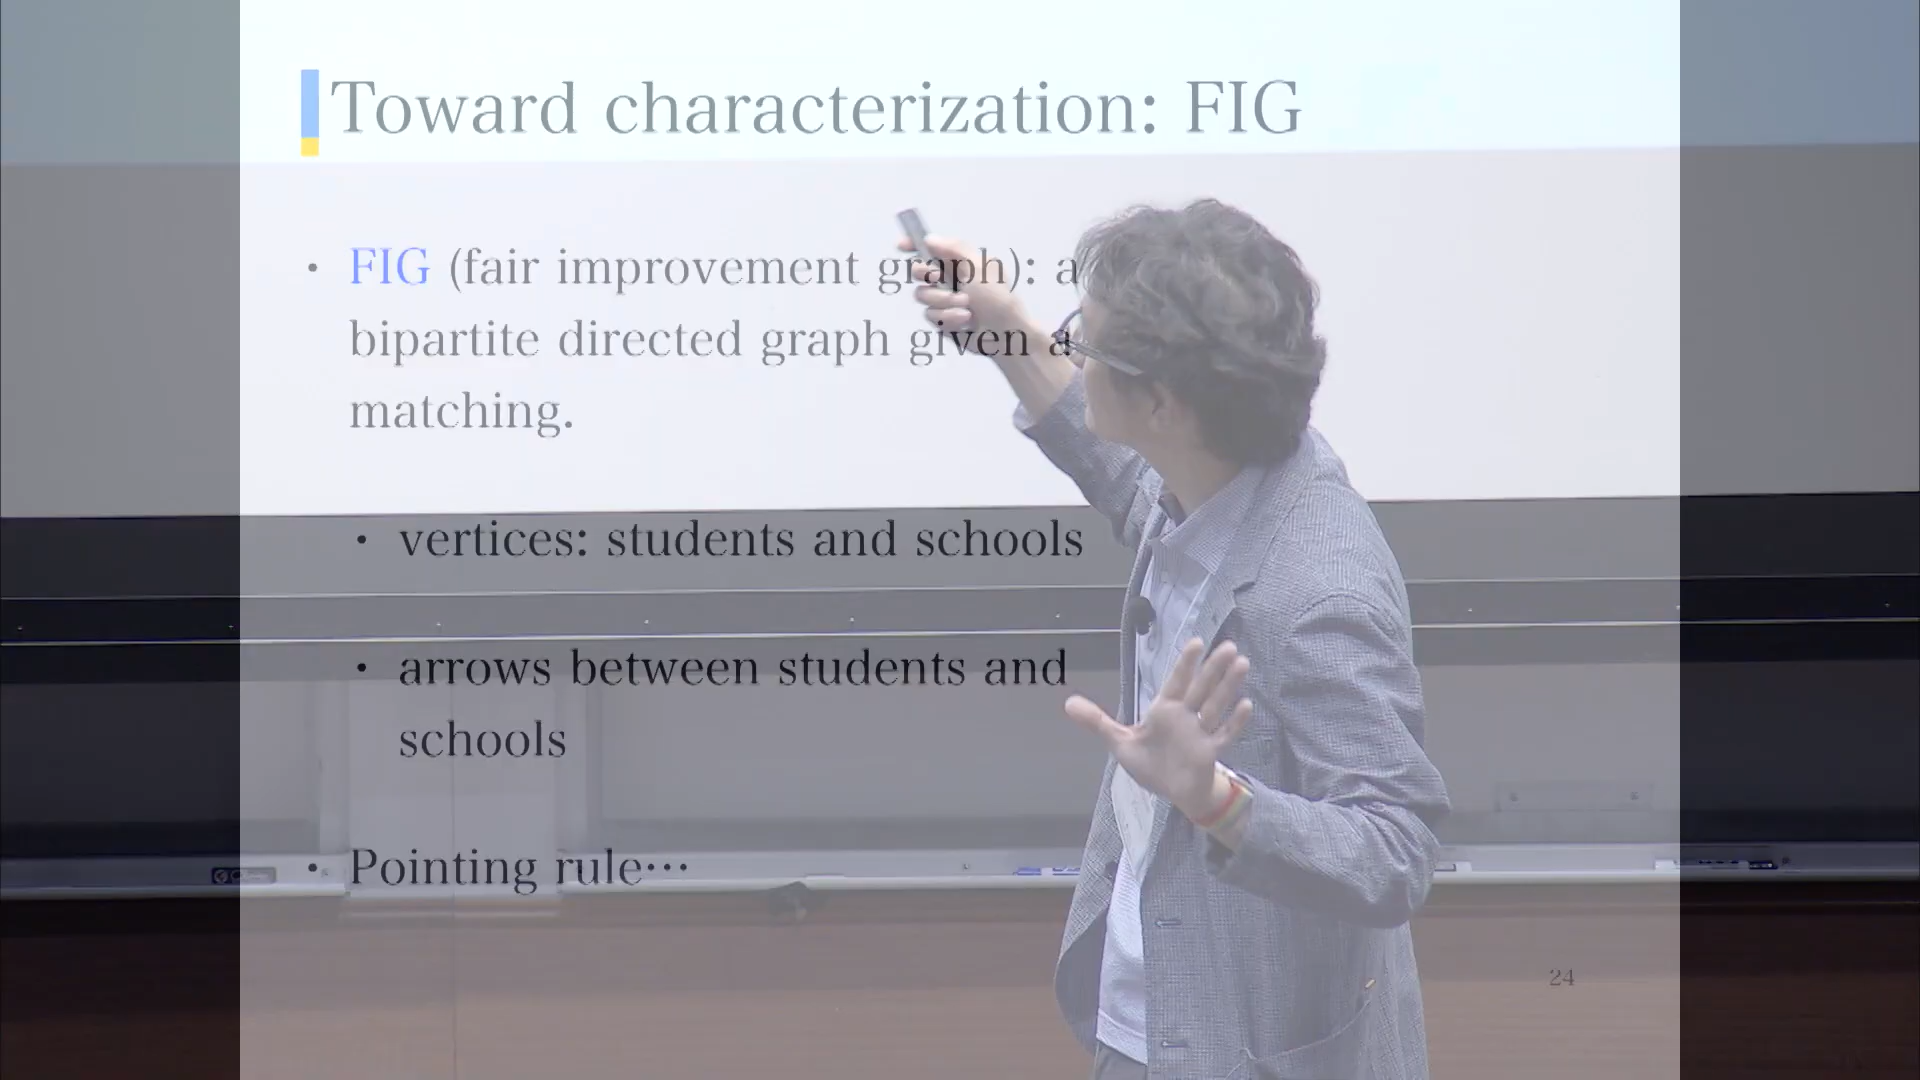 Toward characterization: FIG
• FIG (fair improvement graph): a
bipartite directed graph given a
matching.
• vertices: students and schools
• arrows between students and
schools
• Pointing rule…
24